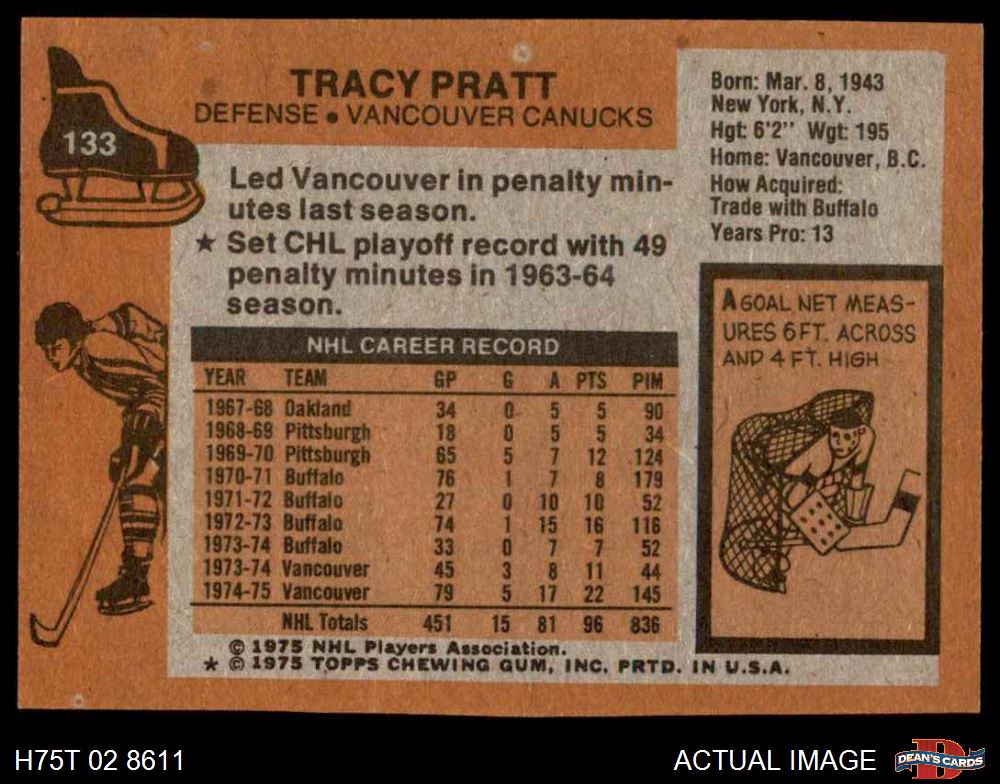 TRACY PRATT
DEFENSE • VANCOUVER CANUCKS
133
Led Vancouver in penalty min-
utes last season.
★ Set CHL playoff record with 49
penalty minutes in 1963-64
season.
Born: Mar. 8, 1943
New York, N.Y.
Hgt: 6'2" Wgt: 195
Home: Vancouver, B.C.
How Acquired:
Trade with Buffalo
Years Pro: 13
A GOAL NET MEAS-
URES 6 FT. ACROSS
AND 4 FT. HIGH
NHL CAREER RECORD
YEAR TEAM GP G A PTS PIM
1967-68 Oakland 34 0 5 5 90
1968-69 Pittsburgh 18 0 5 5 34
1969-70 Pittsburgh 65 5 7 12 124
1970-71 Buffalo 76 1 7 8 179
1971-72 Buffalo 27 0 10 10 52
1972-73 Buffalo 74 1 15 16 116
1973-74 Buffalo 33 0 7 7 52
1973-74 Vancouver 45 3 8 11 44
1974-75 Vancouver 79 5 17 22 145
NHL Totals 451 15 81 96 836
© 1975 NHL Players Association.
★ © 1975 TOPPS CHEWING GUM, INC. PRTD. IN U.S.A.
H75T 02 8611
ACTUAL IMAGE
D
DEAN'S CARDS